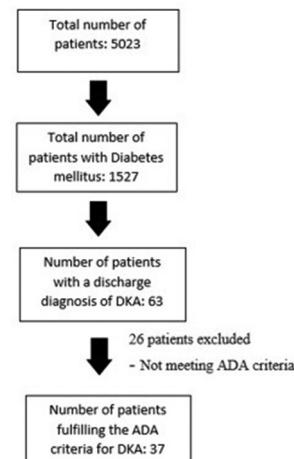 Total number of
patients: 5023
Total number of
patients with Diabetes
mellitus: 1527
Number of patients
with a discharge
diagnosis of DKA: 63
26 patients excluded
- Not meeting ADA criteria
Number of patients
fulfilling the ADA
criteria for DKA: 37